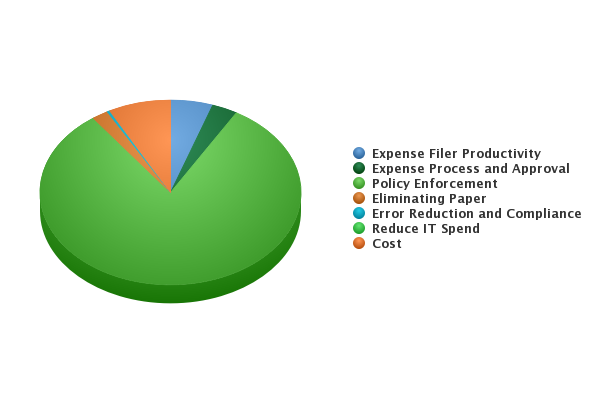 Expense Filer Productivity
Expense Process and Approval
Policy Enforcement
Eliminating Paper
Error Reduction and Compliance
Reduce IT Spend
Cost